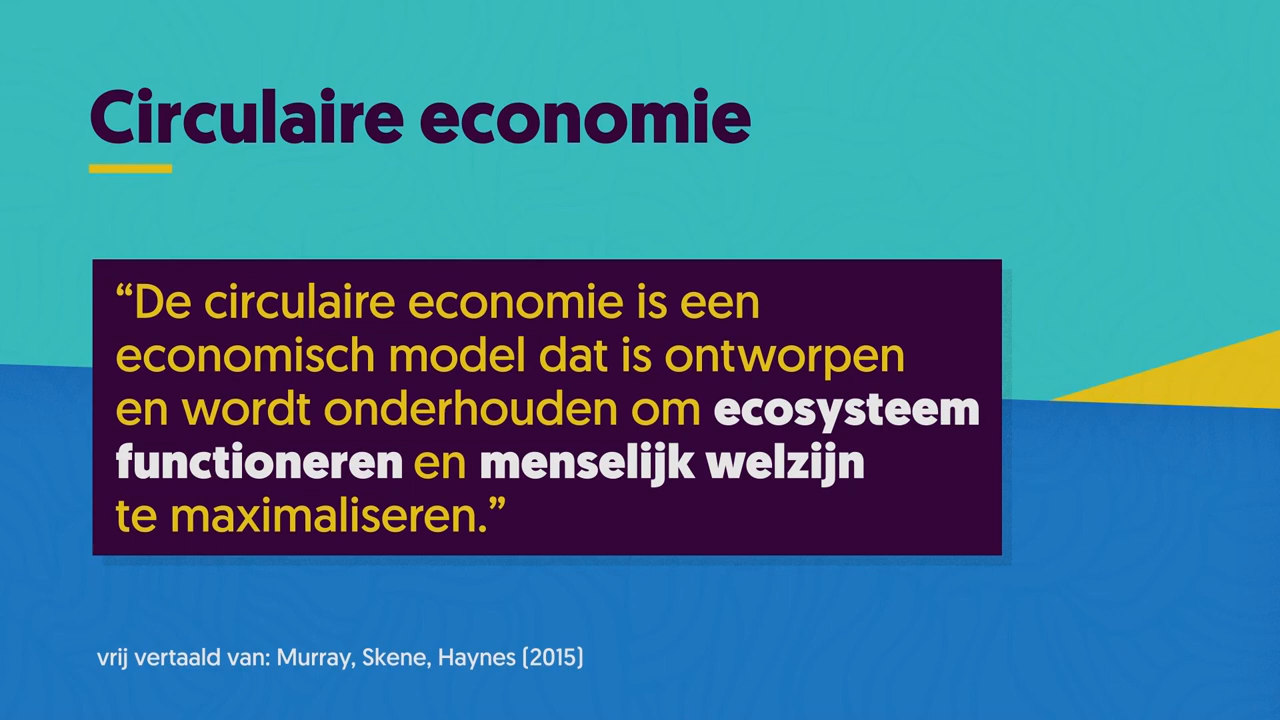 Circulaire economie
“De circulaire economie is een
economisch model dat is ontworpen
en wordt onderhouden om ecosysteem
functioneren en menselijk welzijn
te maximaliseren.”
vrij vertaald van: Murray, Skene, Haynes (2015)